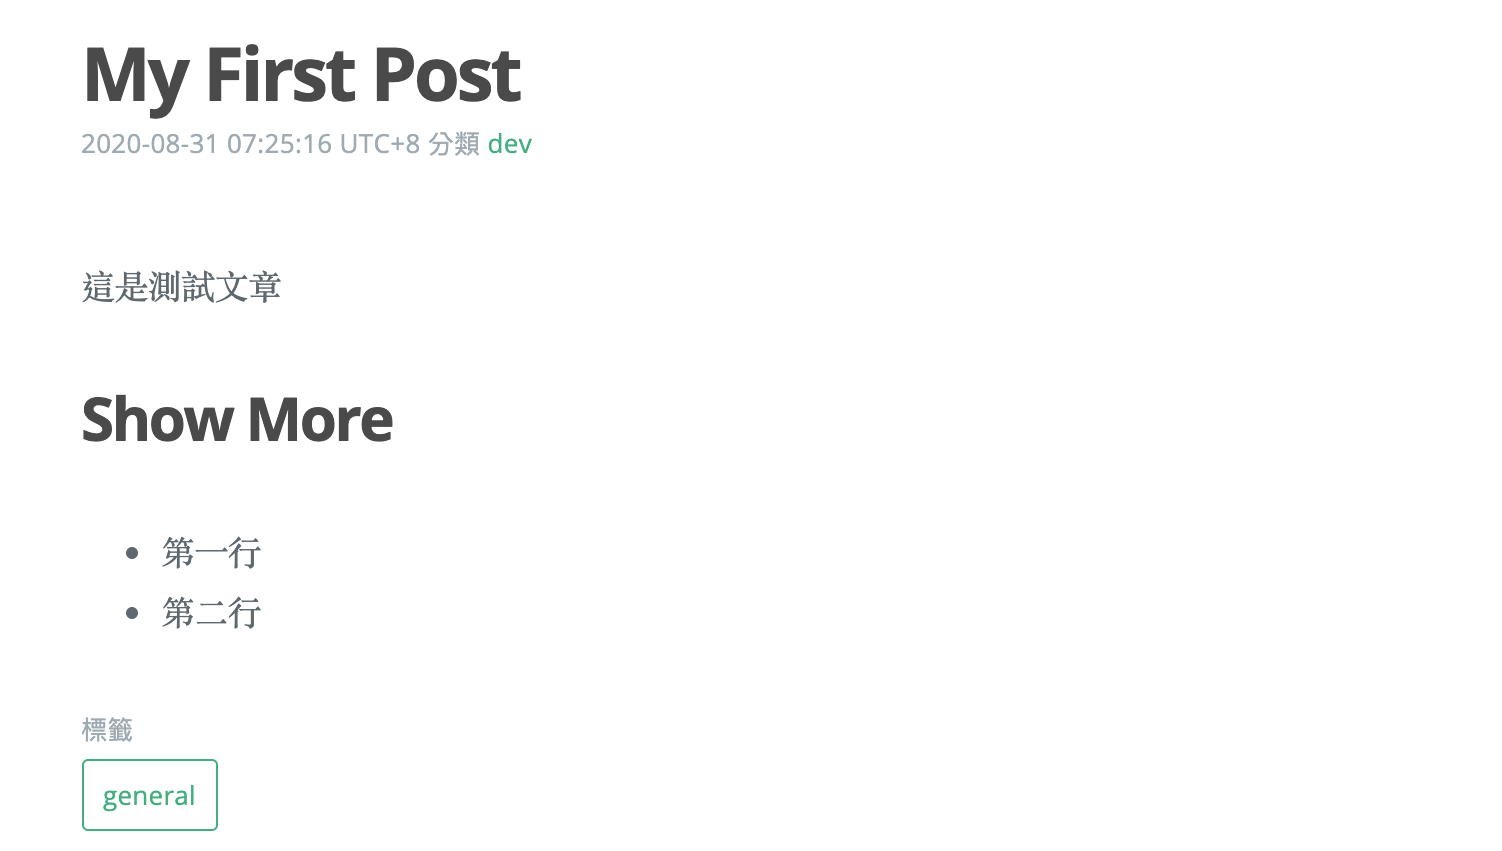 My First Post
2020-08-31 07:25:16 UTC+8 分類 dev
這是測試文章
Show More
第一行
第二行
標籤
general